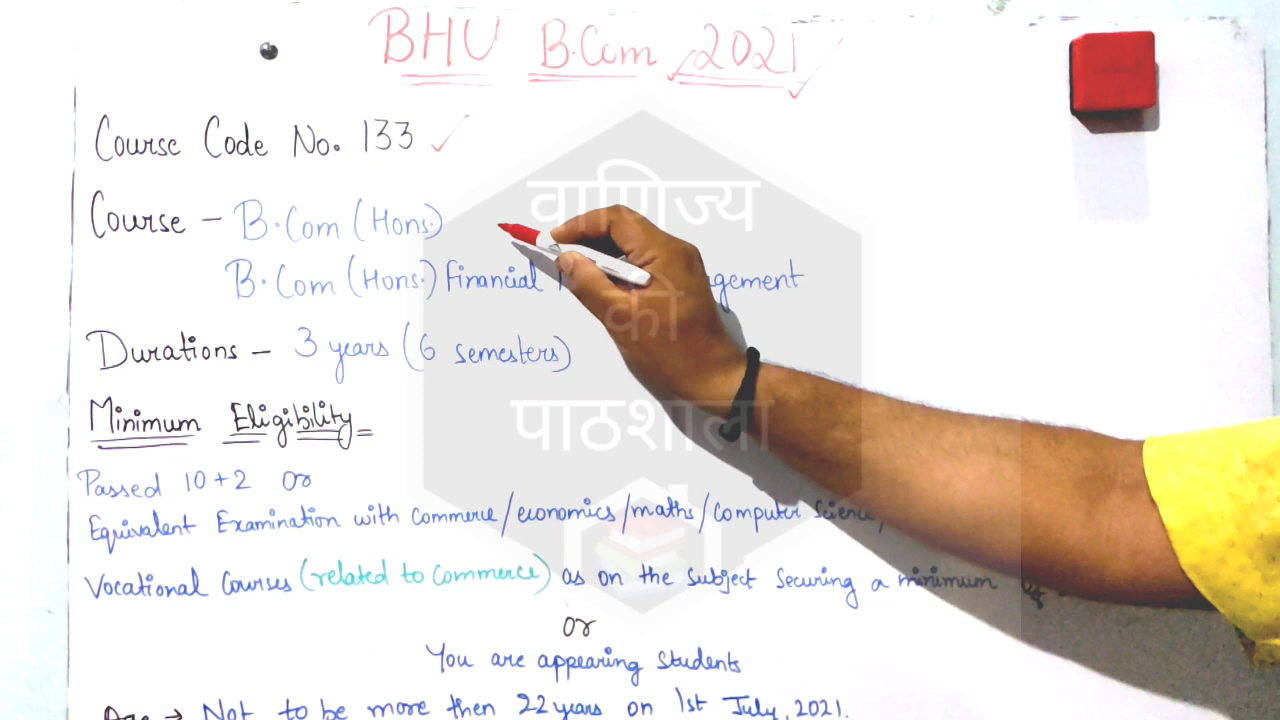 BHU B.Com 2021
Course Code No. 133
Course - B.Com (Hons.)
B.Com (Hons.) Financial
Durations - 3 years (6 semesters)
Minimum Eligibility
Passed 10+2 or
Equivalent Examination with commerce/economics/maths/computer science,
Vocational Courses (related to commerce) as on the subject securing a minimum
or
You are appearing students
Age → Not to be more then 22 years on 1st July, 2021.
वाणिज्य
की
पाठशाला